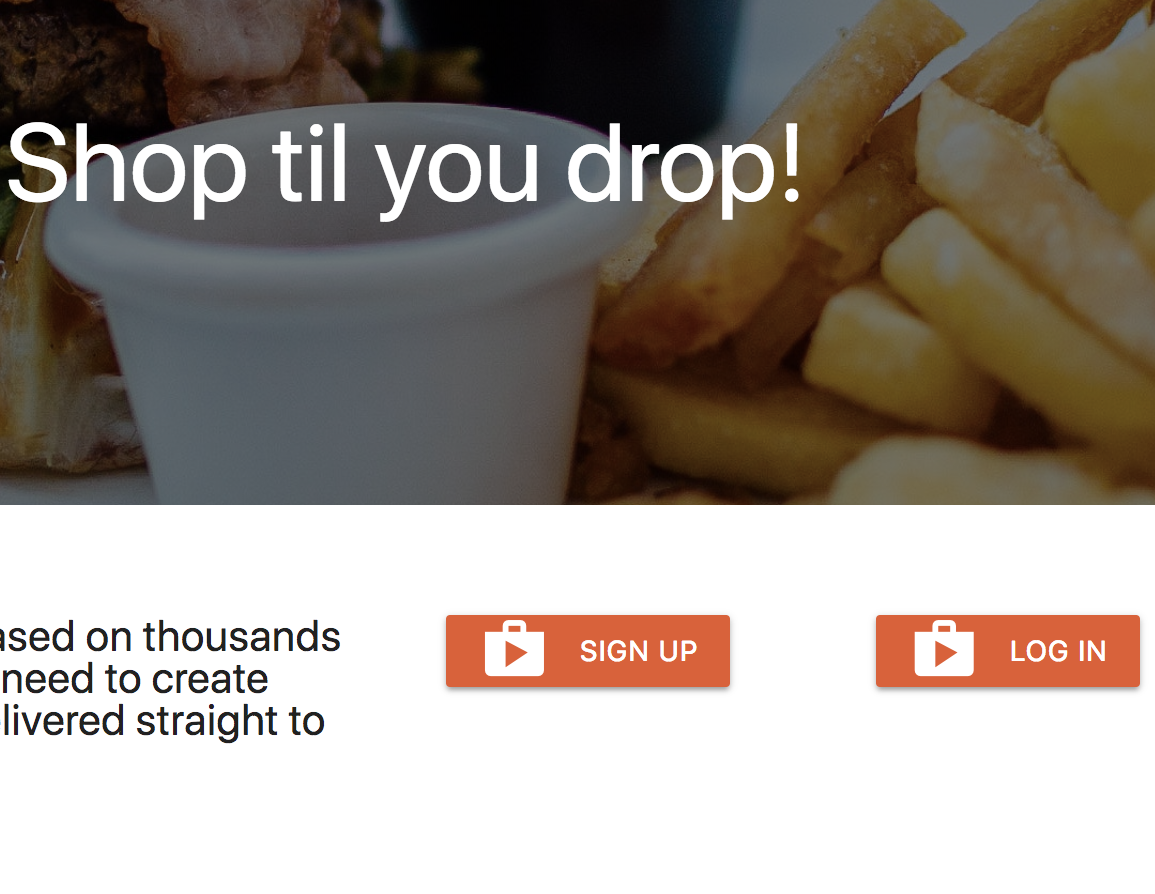 Shop til you drop!
ased on thousands
need to create
livered straight to
SIGN UP
LOG IN